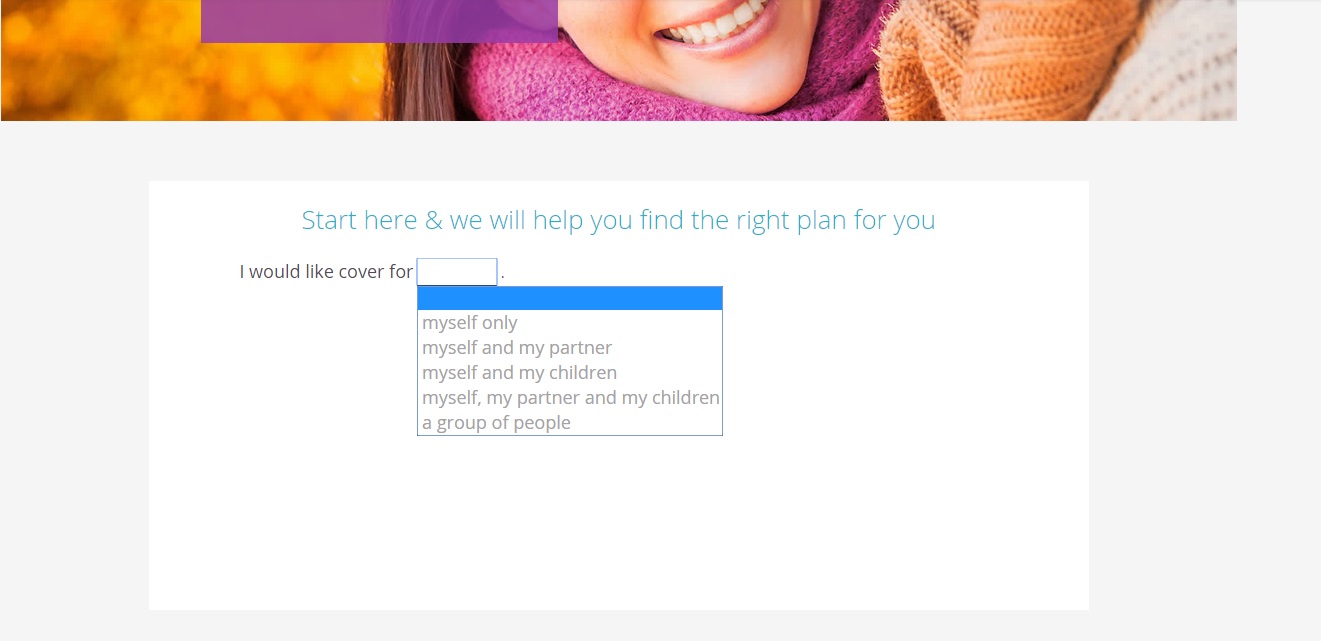 Start here & we will help you find the right plan for you
I would like cover for .
myself only
myself and my partner
myself and my children
myself, my partner and my children
a group of people